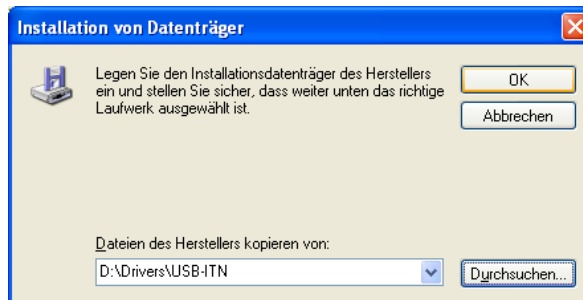 Installation von Datenträger
Legen Sie den Installationsdatenträger des Herstellers
ein und stellen Sie sicher, dass weiter unten das richtige
Laufwerk ausgewählt ist.
OK
Abbrechen
Dateien des Herstellers kopieren von:
D:\Drivers\USB-ITN
Durchsuchen...